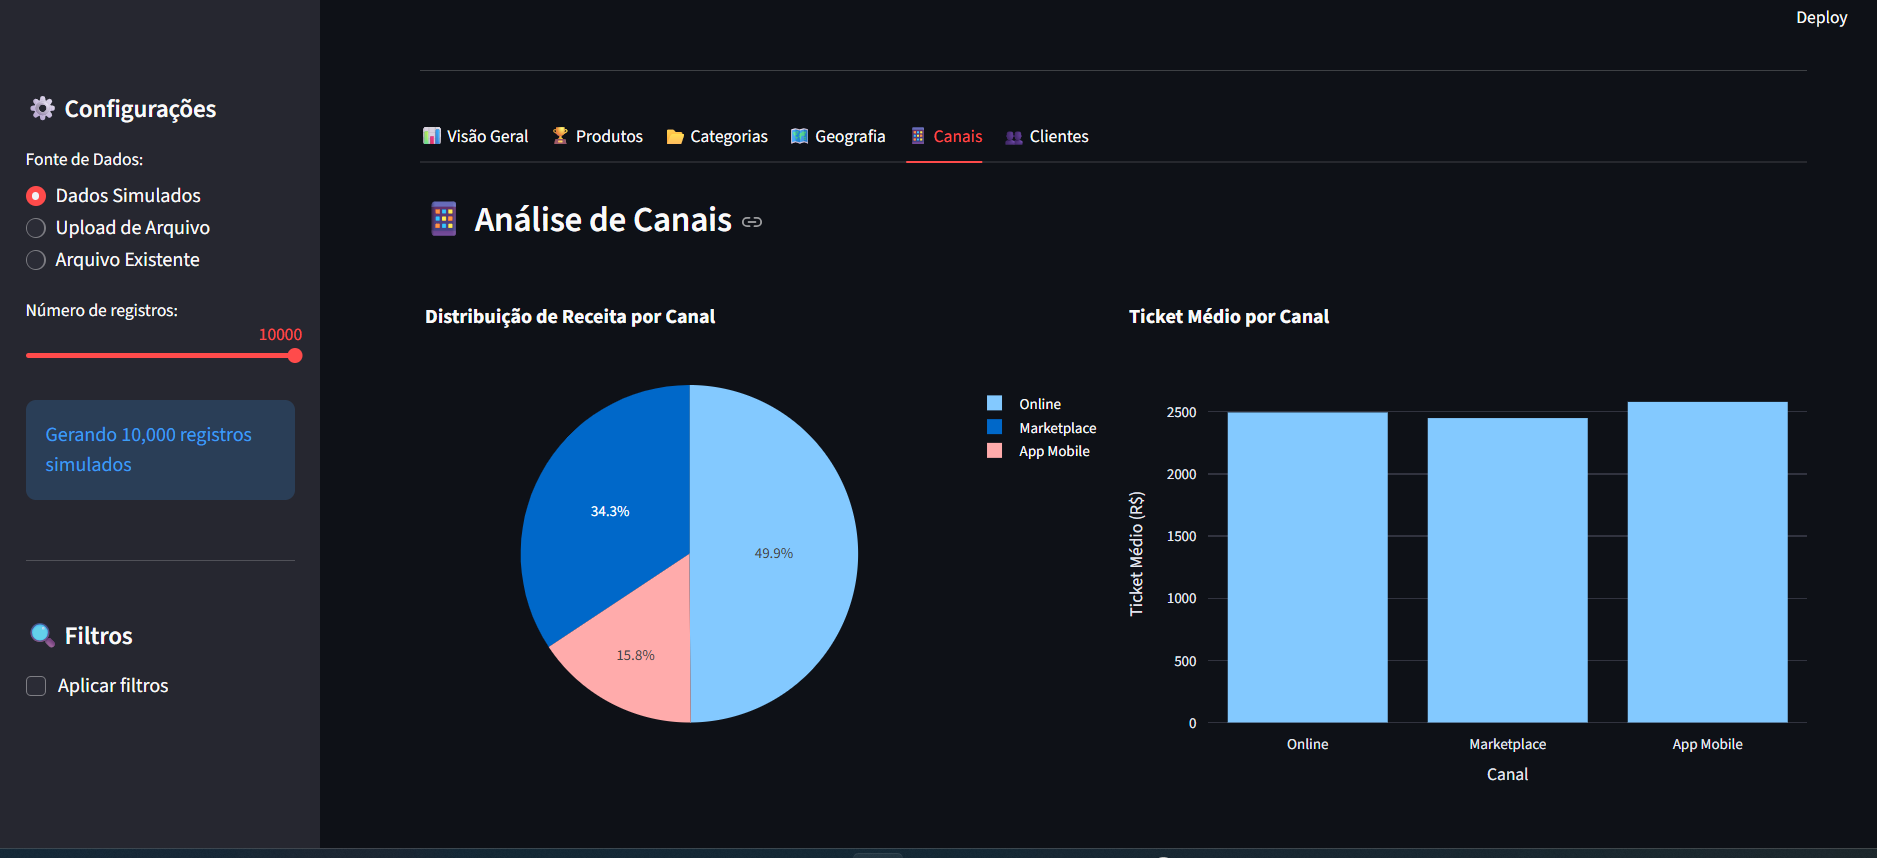 Deploy
Configurações
Fonte de Dados:
Dados Simulados
Upload de Arquivo
Arquivo Existente
Número de registros:
10000
Gerando 10,000 registros
simulados
Filtros
Aplicar filtros
Visão Geral Produtos Categorias Geografia Canais Clientes
Análise de Canais
Distribuição de Receita por Canal
34.3%
49.9%
15.8%
Online
Marketplace
App Mobile
Ticket Médio por Canal
Ticket Médio (R$)
2500
2000
1500
1000
500
0
Online Marketplace App Mobile
Canal